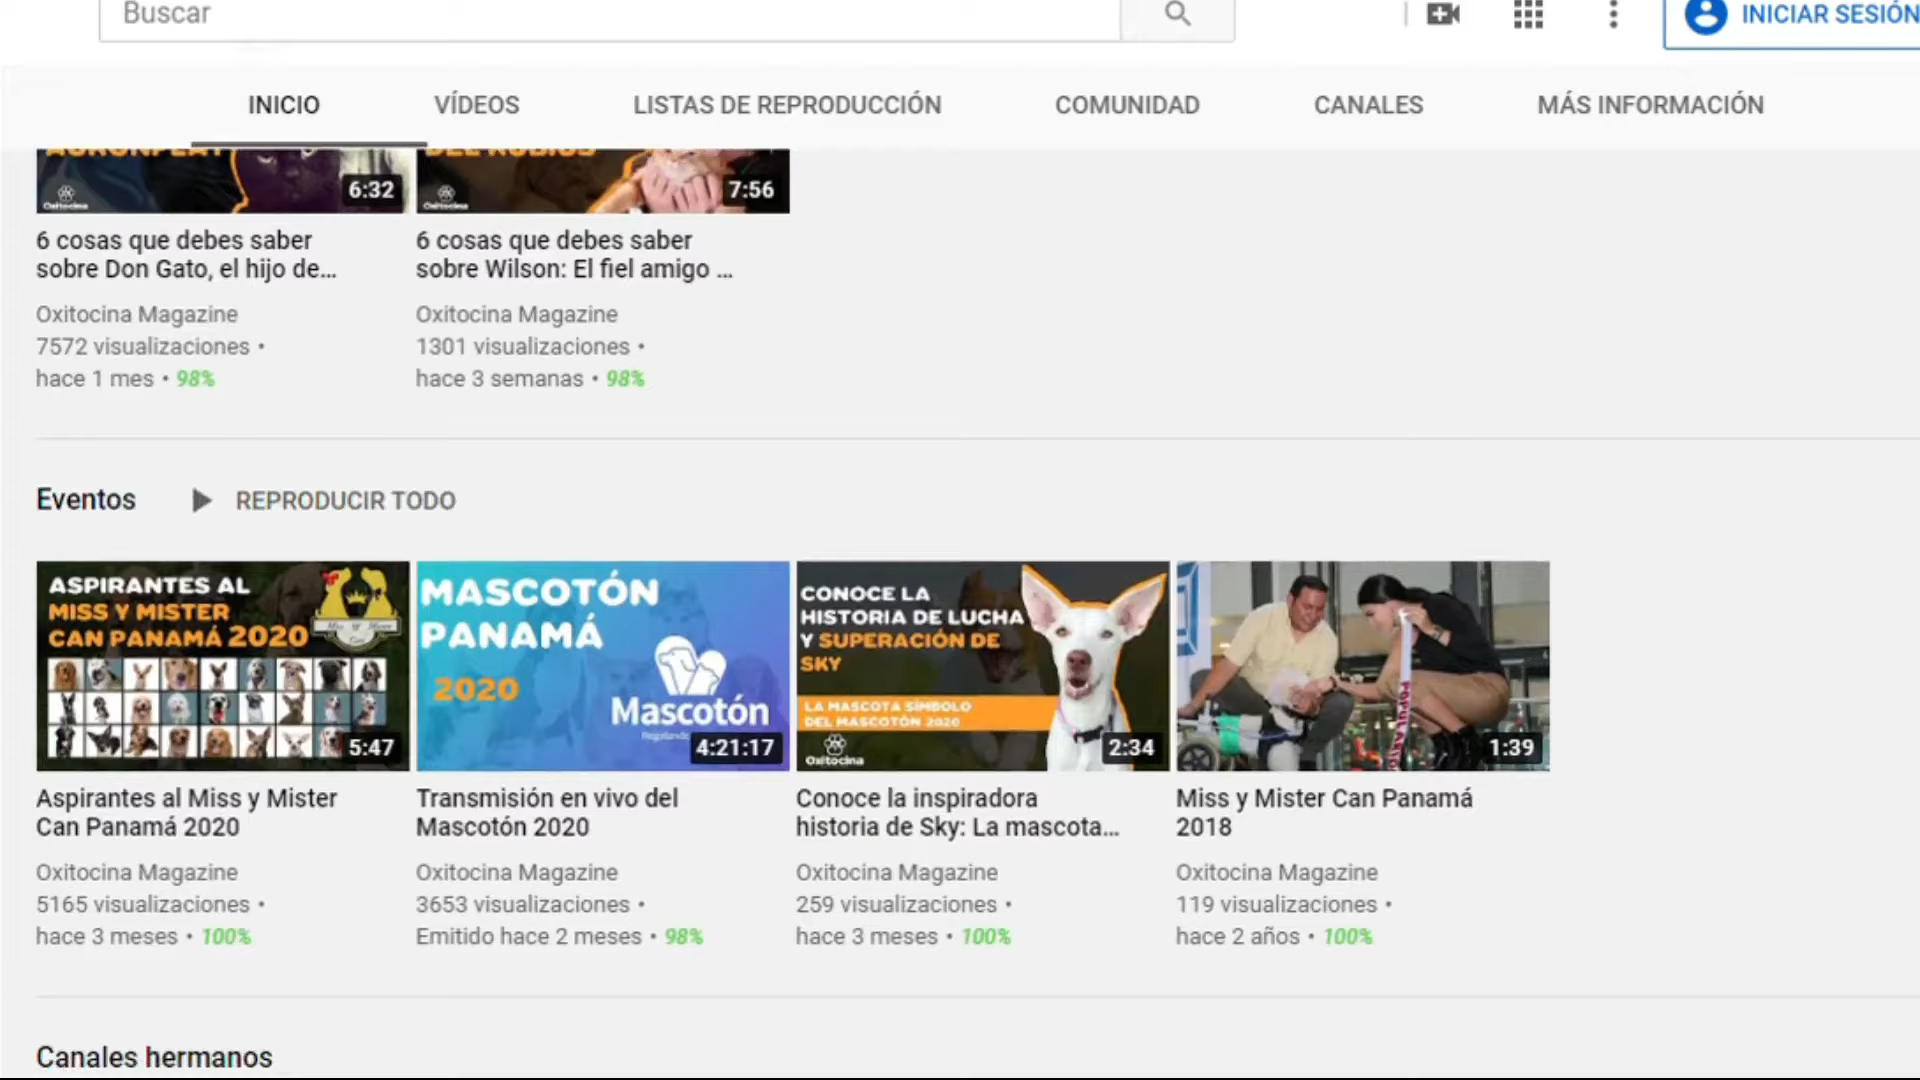 Buscar
INICIAR SESIÓN
INICIO
VÍDEOS
LISTAS DE REPRODUCCIÓN
COMUNIDAD
CANALES
MÁS INFORMACIÓN
6:32
Oxitocina
7:56
Oxitocina
6 cosas que debes saber
sobre Don Gato, el hijo de...
Oxitocina Magazine
7572 visualizaciones •
hace 1 mes • 98%
6 cosas que debes saber
sobre Wilson: El fiel amigo ...
Oxitocina Magazine
1301 visualizaciones •
hace 3 semanas • 98%
Eventos
REPRODUCIR TODO
ASPIRANTES AL
MISS Y MISTER
CAN PANAMÁ 2020
5:47
MASCOTÓN
PANAMÁ
2020
Mascotón
4:21:17
CONOCE LA
HISTORIA DE LUCHA
Y SUPERACIÓN DE
SKY
LA MASCOTA SÍMBOLO
DEL MASCOTÓN 2020
Oxitocina
2:34
1:39
Aspirantes al Miss y Mister
Can Panamá 2020
Oxitocina Magazine
5165 visualizaciones •
hace 3 meses • 100%
Transmisión en vivo del
Mascotón 2020
Oxitocina Magazine
3653 visualizaciones •
Emitido hace 2 meses • 98%
Conoce la inspiradora
historia de Sky: La mascota...
Oxitocina Magazine
259 visualizaciones •
hace 3 meses • 100%
Miss y Mister Can Panamá
2018
Oxitocina Magazine
119 visualizaciones •
hace 2 años • 100%
Canales hermanos